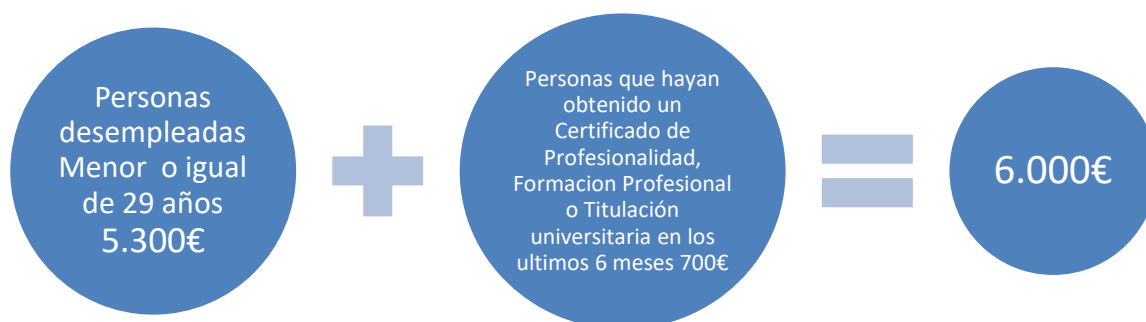 Personas
desempleadas
Menor o igual
de 29 años
5.300€
Personas que hayan
obtenido un
Certificado de
Profesionalidad,
Formacion Profesional
o Titulación
universitaria en los
ultimos 6 meses 700€
6.000€